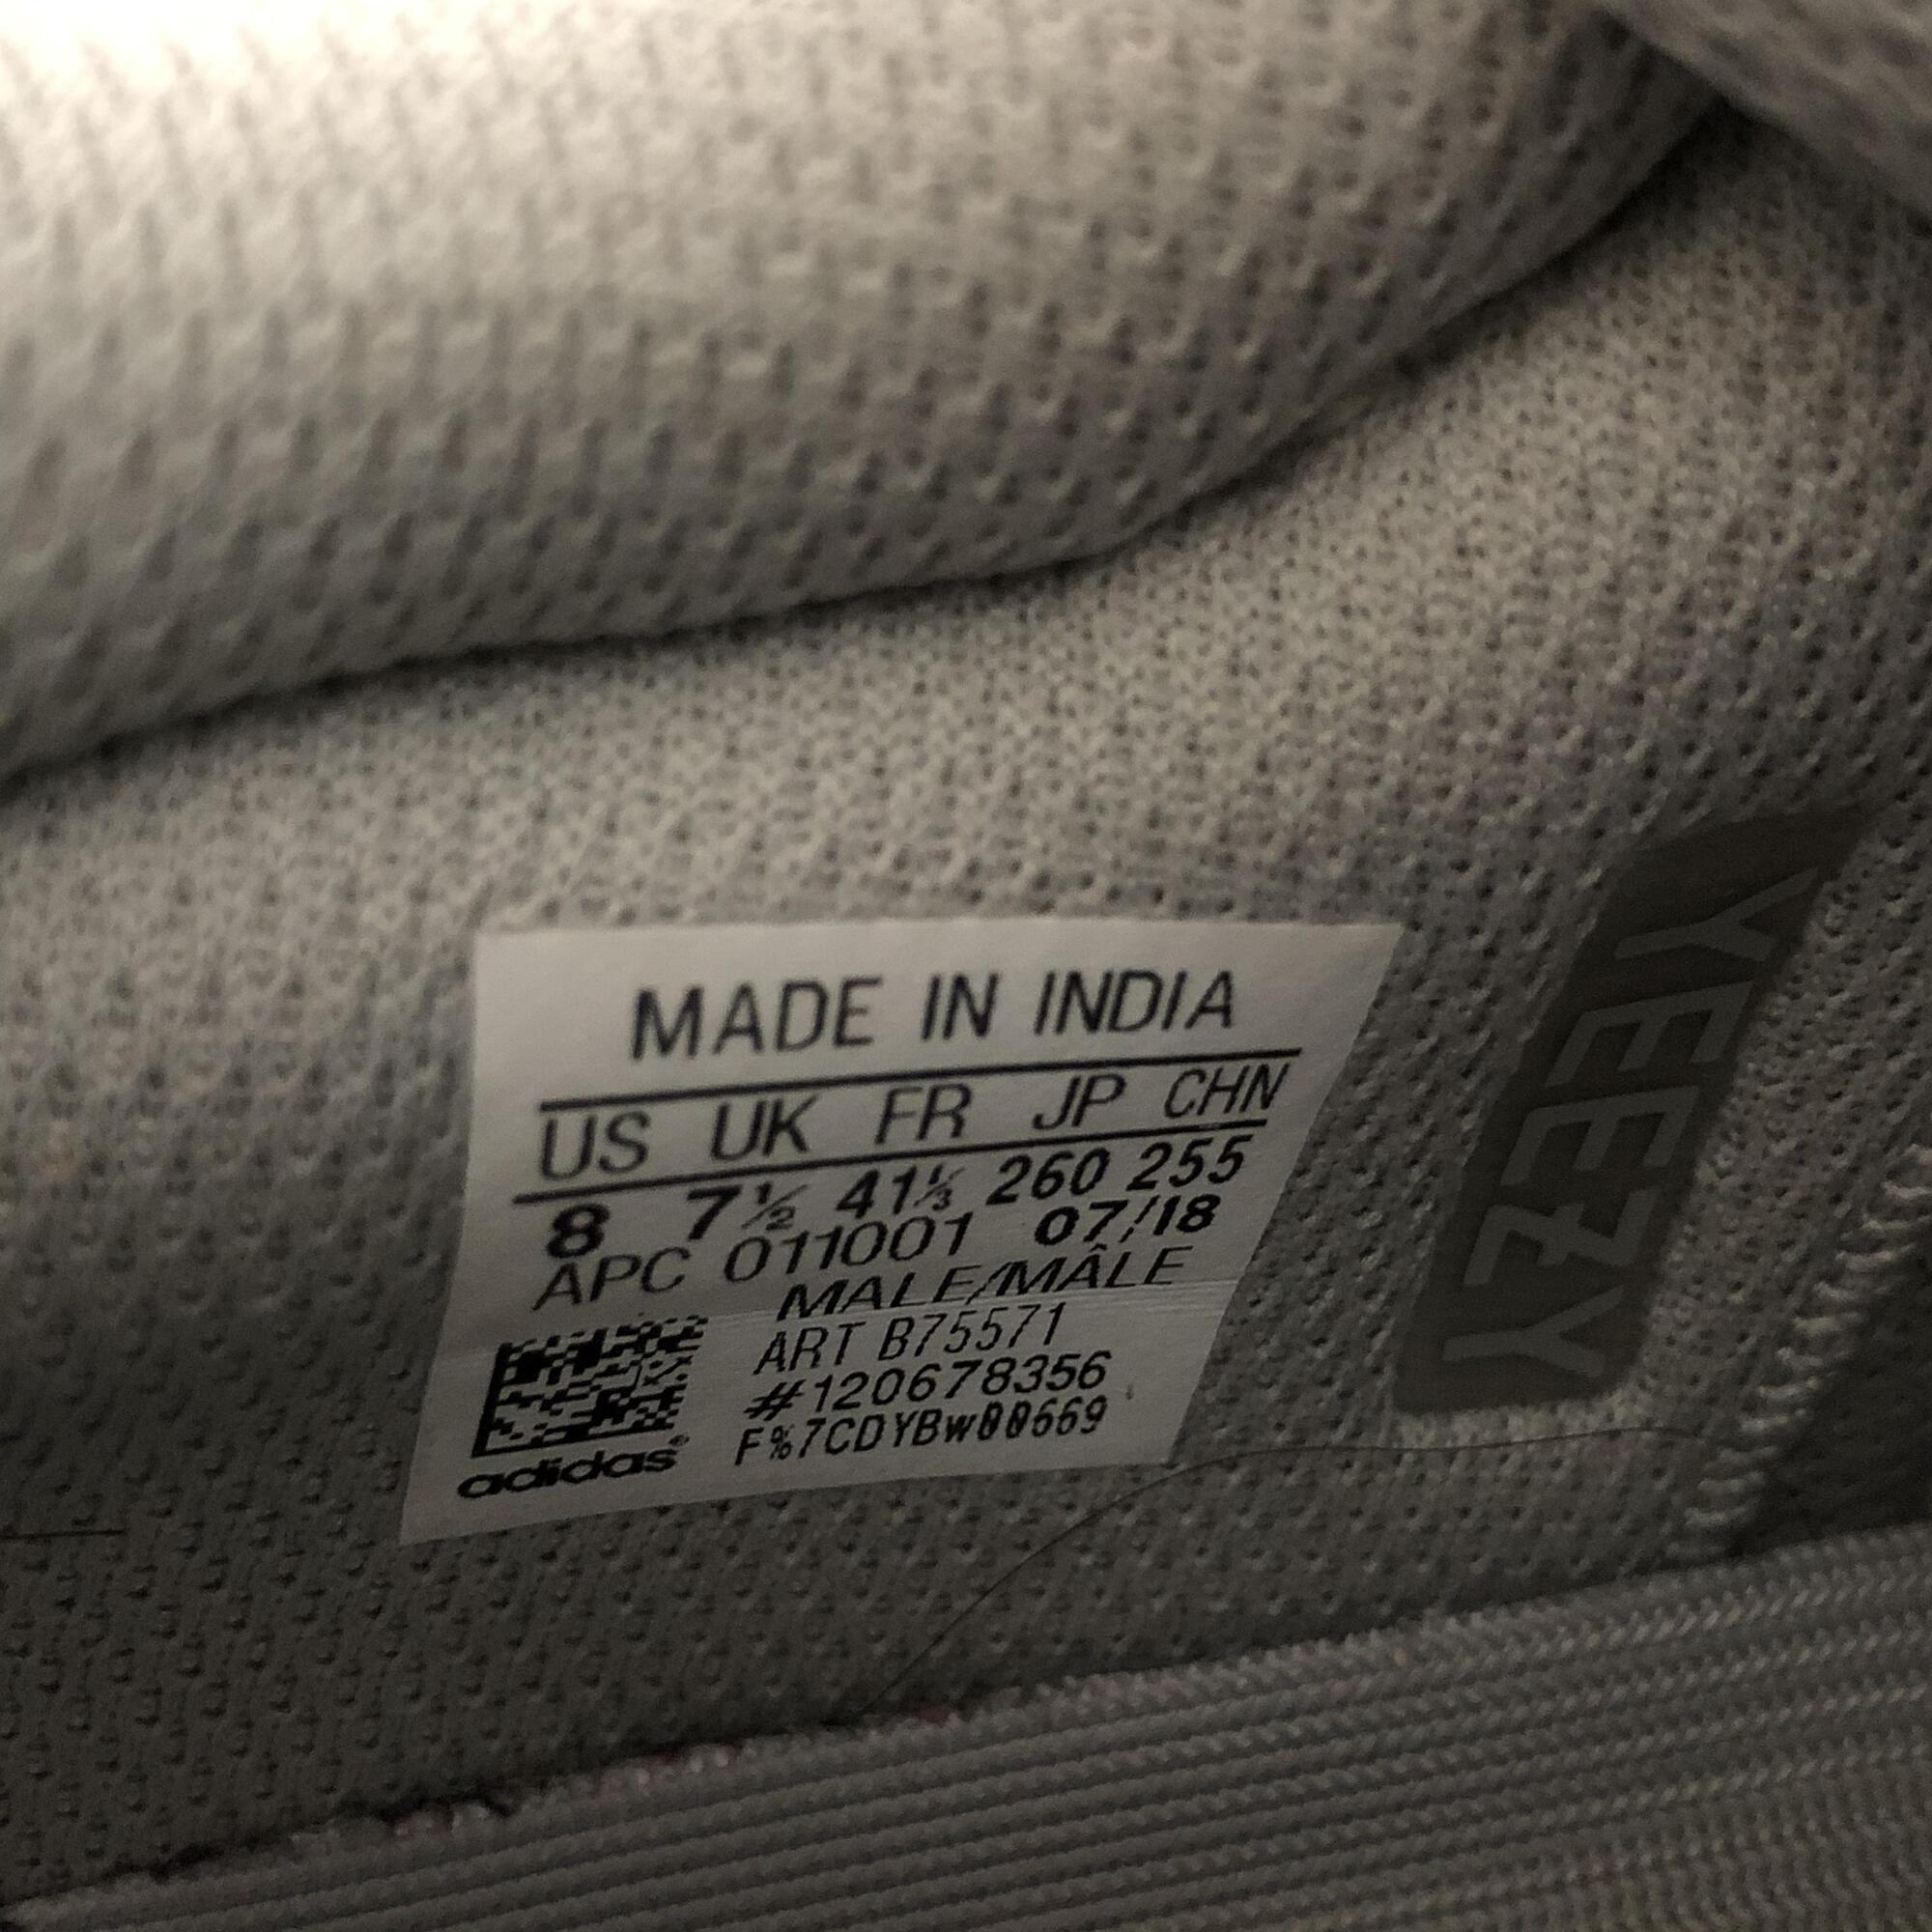 MADE IN INDIA
US UK FR JP CHN
8 7½ 41⅓ 260 255
APC 011001 07/18
MALE/MÂLE
ART B75571
#120678356
F%7CDYBw00669
adidas®
YEEZY